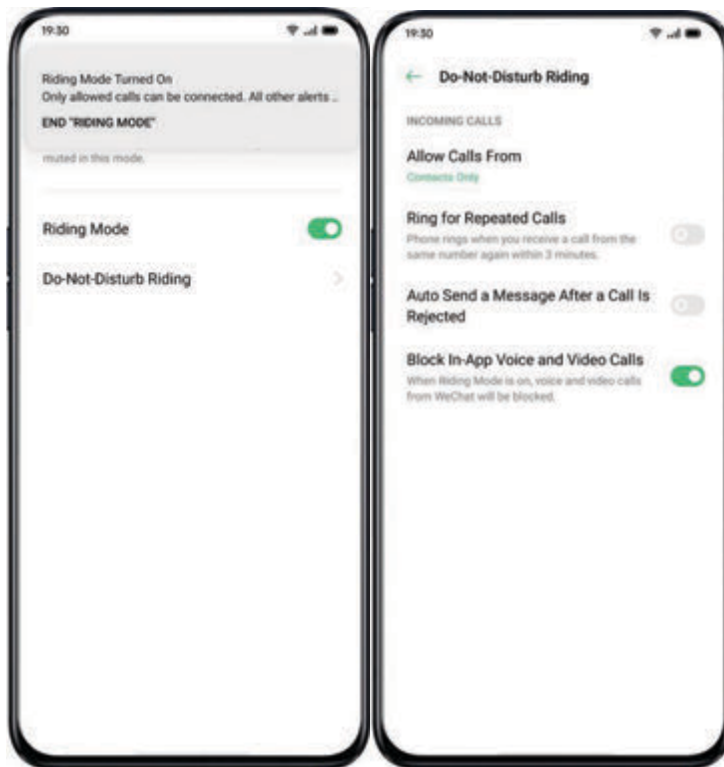 19:30
Riding Mode Turned On
Only allowed calls can be connected. All other alerts ..
END "RIDING MODE"
muted in this mode.
Riding Mode
Do-Not-Disturb Riding
19:30
Do-Not-Disturb Riding
INCOMING CALLS
Allow Calls From
Contacts Only
Ring for Repeated Calls
Phone rings when you receive a call from the
same number again within 3 minutes.
Auto Send a Message After a Call Is
Rejected
Block In-App Voice and Video Calls
When Riding Mode is on, voice and video calls
from WeChat will be blocked.